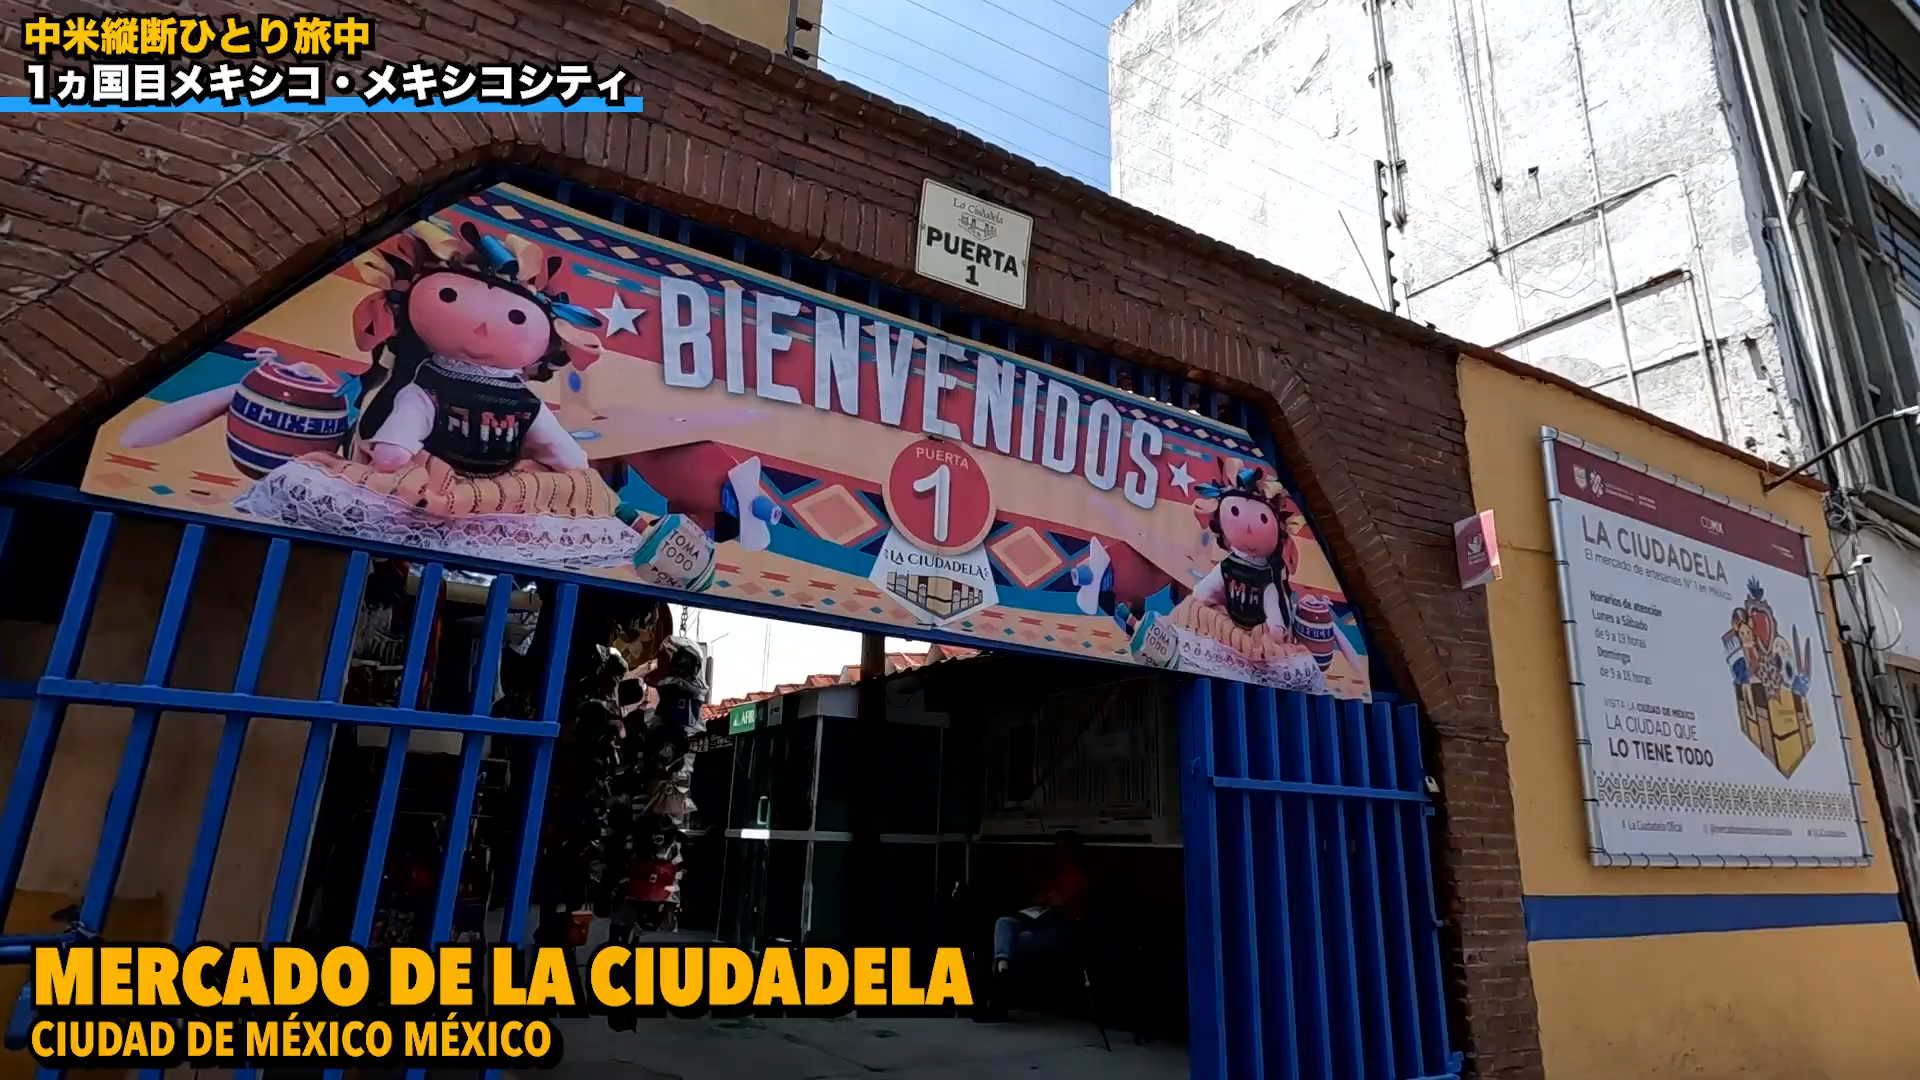 中米縦断ひとり旅中
1ヵ国目メキシコ・メキシコシティ
La Ciudadela
PUERTA
1
BIENVENIDOS
PUERTA
1
LA CIUDADELA
TOMA
TODO
TOMA
TODO
AFIR
LA CIUDADELA
El mercado de artesanías N° 1 en México
Horarios de atención
Lunes a Sábado
de 9 a 19 horas
Domingo
de 9 a 18 horas
VISITA LA CIUDAD DE MÉXICO
LA CIUDAD QUE
LO TIENE TODO
La Ciudadela Oficial
MERCADO DE LA CIUDADELA
CIUDAD DE MÉXICO MÉXICO